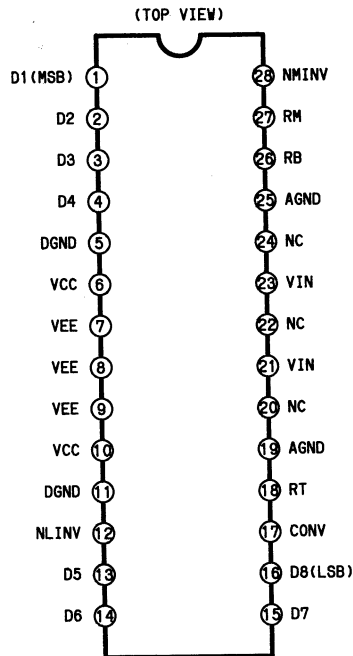 (TOP VIEW)
D1(MSB) 1 28 NMINV
D2 2 27 RM
D3 3 26 RB
D4 4 25 AGND
DGND 5 24 NC
VCC 6 23 VIN
VEE 7 22 NC
VEE 8 21 VIN
VEE 9 20 NC
VCC 10 19 AGND
DGND 11 18 RT
NLINV 12 17 CONV
D5 13 16 D8(LSB)
D6 14 15 D7